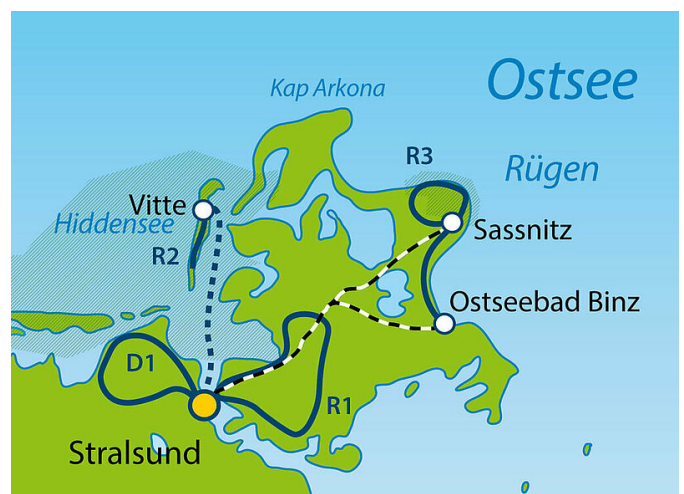 Ostsee
Kap Arkona
R3
Rügen
Vitte
Hiddensee
R2
Sassnitz
Ostseebad Binz
D1
R1
Stralsund